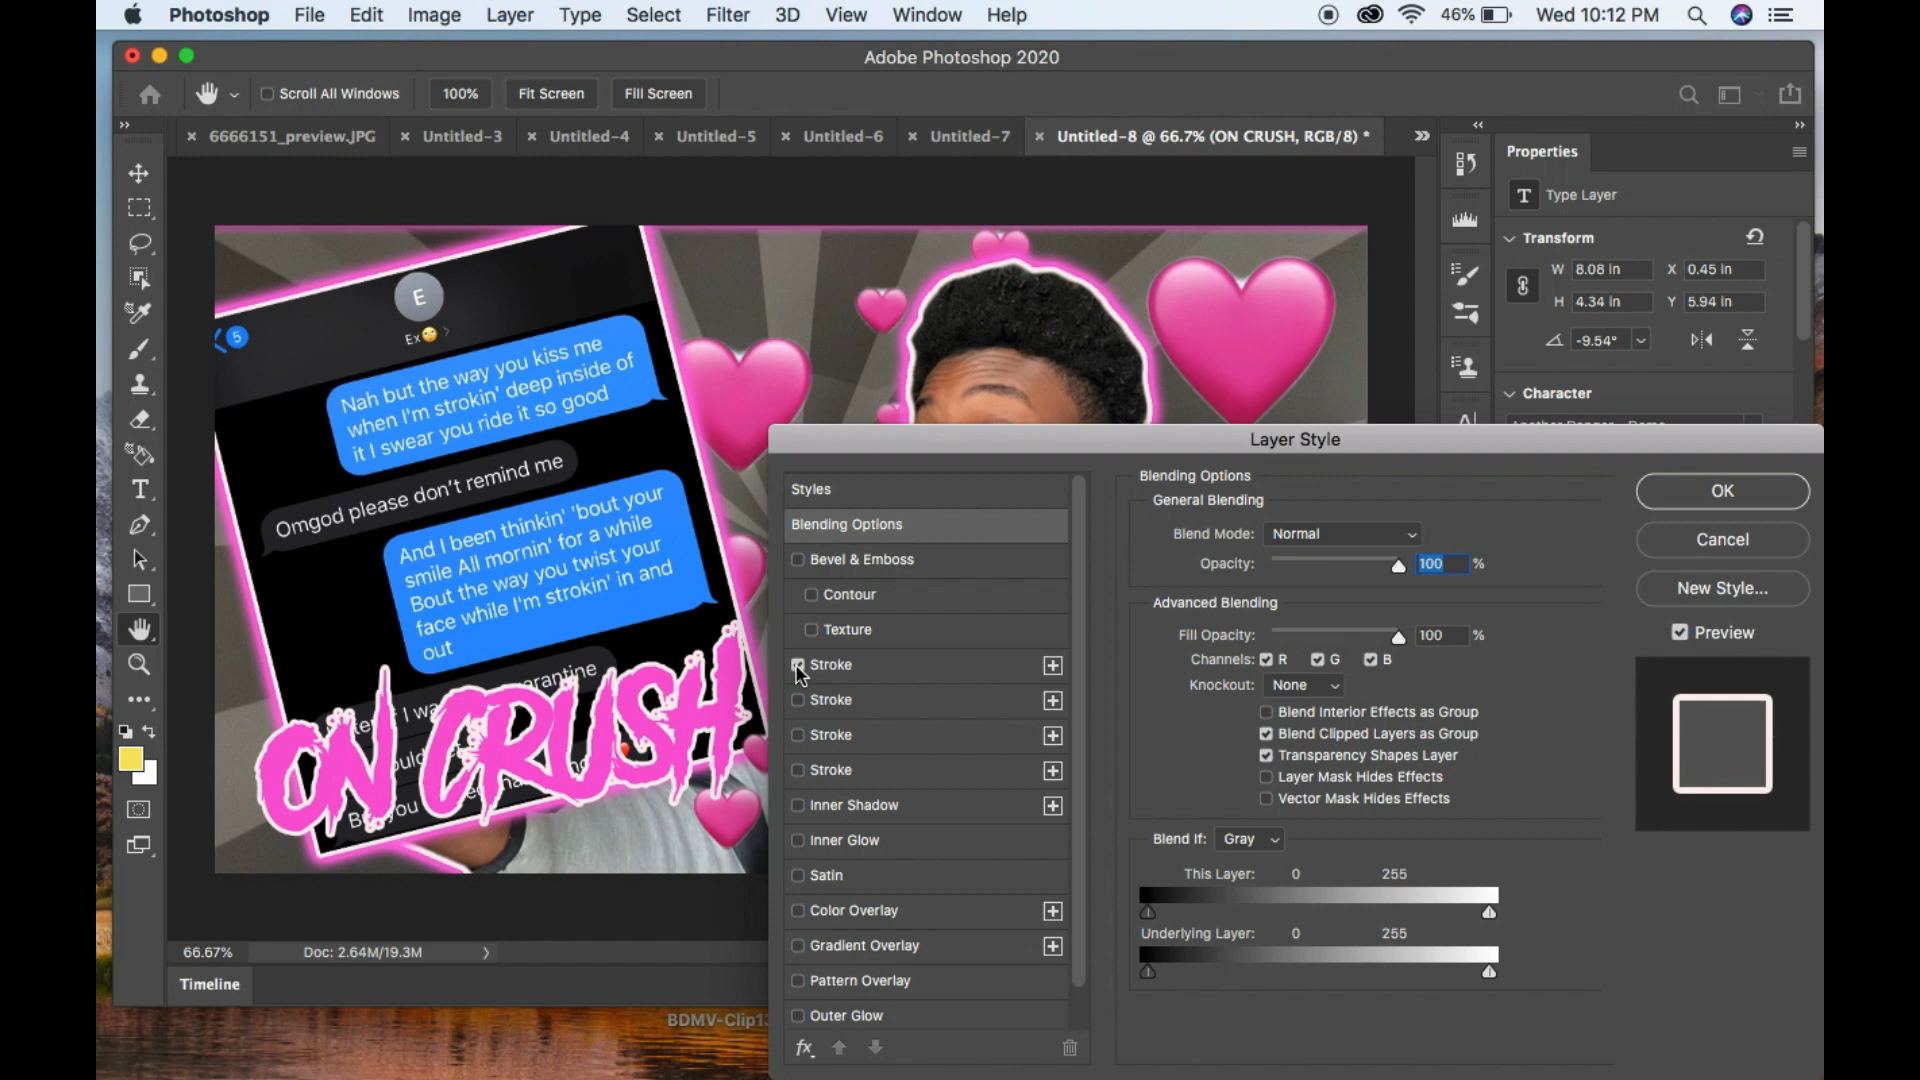 Photoshop File Edit Image Layer Type Select Filter 3D View Window Help 46% Wed 10:12 PM
Adobe Photoshop 2020
Scroll All Windows 100% Fit Screen Fill Screen
6666151_preview.JPG Untitled-3 Untitled-4 Untitled-5 Untitled-6 Untitled-7 Untitled-8 @ 66.7% (ON CRUSH, RGB/8) *
Properties
Type Layer
Transform
W 8.08 in X 0.45 in
H 4.34 in Y 5.94 in
-9.54°
Character
5
E
Ex
Nah but the way you kiss me
when I'm strokin' deep inside of
it I swear you ride it so good
Omgod please don't remind me
And I been thinkin' 'bout your
smile All mornin' for a while
Bout the way you twist your
face while I'm strokin' in and
out
ON CRUSH
66.67% Doc: 2.64M/19.3M
Timeline
Layer Style
Styles
Blending Options
Bevel & Emboss
Contour
Texture
Stroke
Stroke
Stroke
Stroke
Inner Shadow
Inner Glow
Satin
Color Overlay
Gradient Overlay
Pattern Overlay
Outer Glow
fx
Blending Options
General Blending
Blend Mode: Normal
Opacity: 100 %
Advanced Blending
Fill Opacity: 100 %
Channels: R G B
Knockout: None
Blend Interior Effects as Group
Blend Clipped Layers as Group
Transparency Shapes Layer
Layer Mask Hides Effects
Vector Mask Hides Effects
Blend If: Gray
This Layer: 0 255
Underlying Layer: 0 255
OK
Cancel
New Style...
Preview